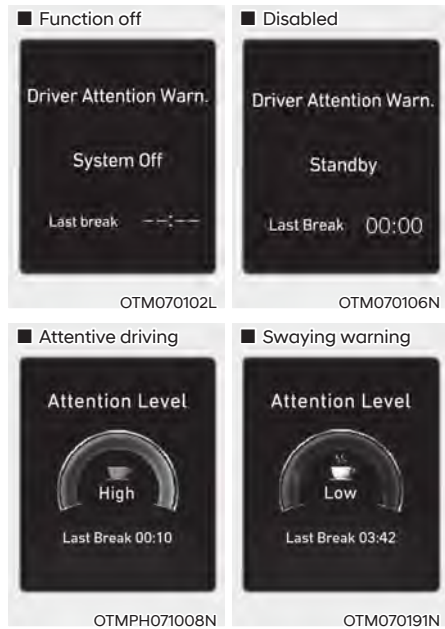 ■ Function off
Driver Attention Warn.
System Off
Last break --:--
OTM070102L
■ Disabled
Driver Attention Warn.
Standby
Last Break 00:00
OTM070106N
■ Attentive driving
Attention Level
High
Last Break 00:10
OTMPH071008N
■ Swaying warning
Attention Level
Low
Last Break 03:42
OTM070191N